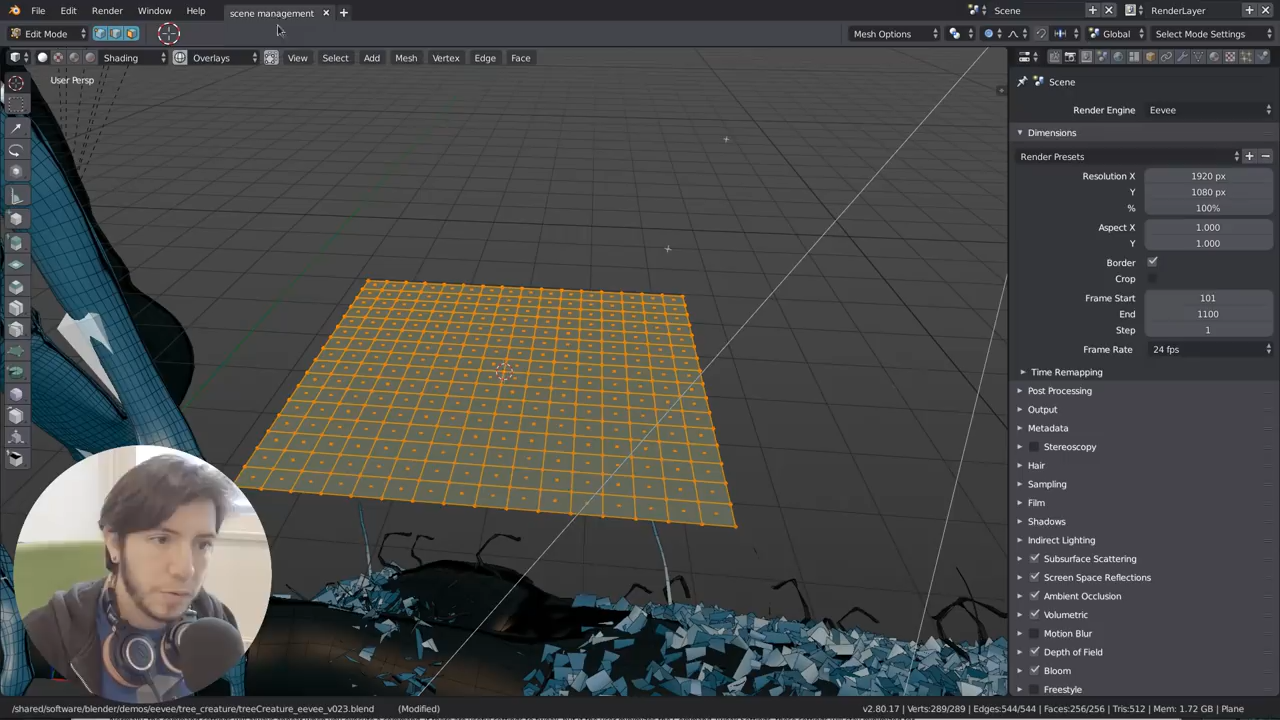 File Edit Render Window Help scene management Scene RenderLayer
Edit Mode Mesh Options Global Select Mode Settings
Shading Overlays View Select Add Mesh Vertex Edge Face
User Persp
Scene
Render Engine Eevee
Dimensions
Render Presets
Resolution X 1920 px
Y 1080 px
% 100%
Aspect X 1.000
Y 1.000
Border
Crop
Frame Start 101
End 1100
Step 1
Frame Rate 24 fps
Time Remapping
Post Processing
Output
Metadata
Stereoscopy
Hair
Sampling
Film
Shadows
Indirect Lighting
Subsurface Scattering
Screen Space Reflections
Ambient Occlusion
Volumetric
Motion Blur
Depth of Field
Bloom
Freestyle
/shared/software/blender/demos/eevee/tree_creature/treeCreature_eevee_v023.blend (Modified) v2.80.17 | Verts:289/289 | Edges:544/544 | Faces:256/256 | Tris:512 | Mem: 1.72 GB | Plane